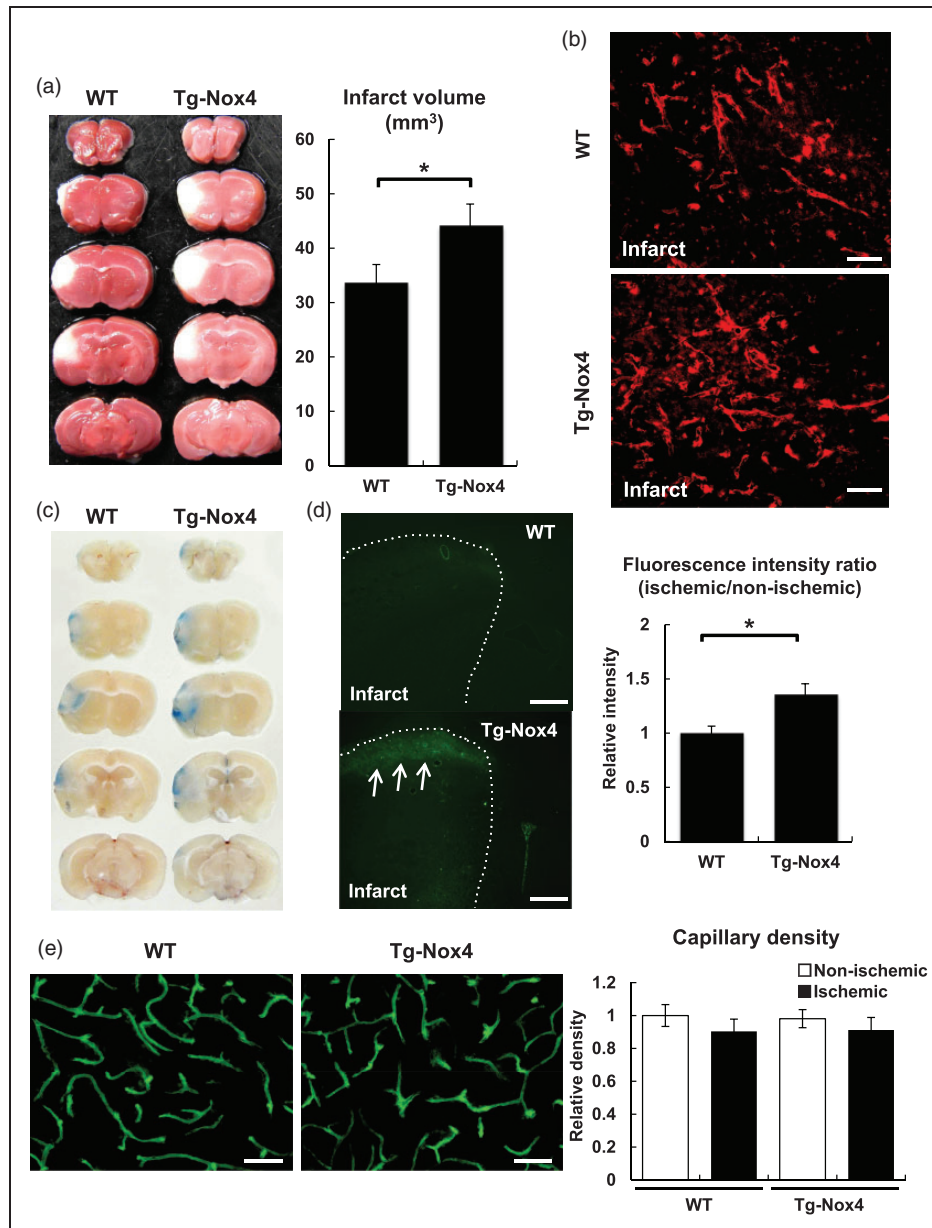 (a)
WT Tg-Nox4
Infarct volume
(mm³)
60
50
40
30
20
10
0
*
WT Tg-Nox4
(b)
WT
Infarct
Tg-Nox4
Infarct
(c)
WT Tg-Nox4
(d)
WT
Infarct
Tg-Nox4
Infarct
Fluorescence intensity ratio
(ischemic/non-ischemic)
Relative intensity
2
1.5
1
0.5
0
*
WT Tg-Nox4
(e)
WT
Tg-Nox4
Capillary density
Non-ischemic
Ischemic
Relative density
1.2
1
0.8
0.6
0.4
0.2
0
WT Tg-Nox4